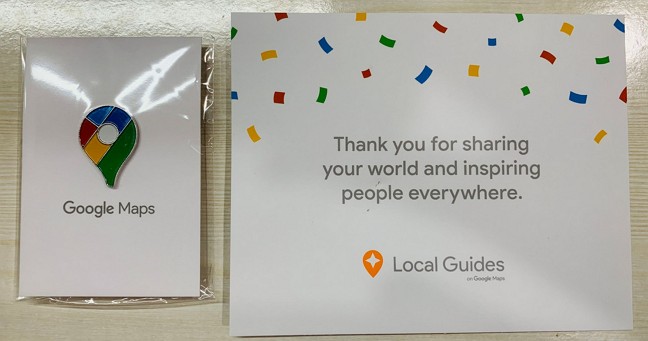 Google Maps
Thank you for sharing
your world and inspiring
people everywhere.
Local Guides
on Google Maps